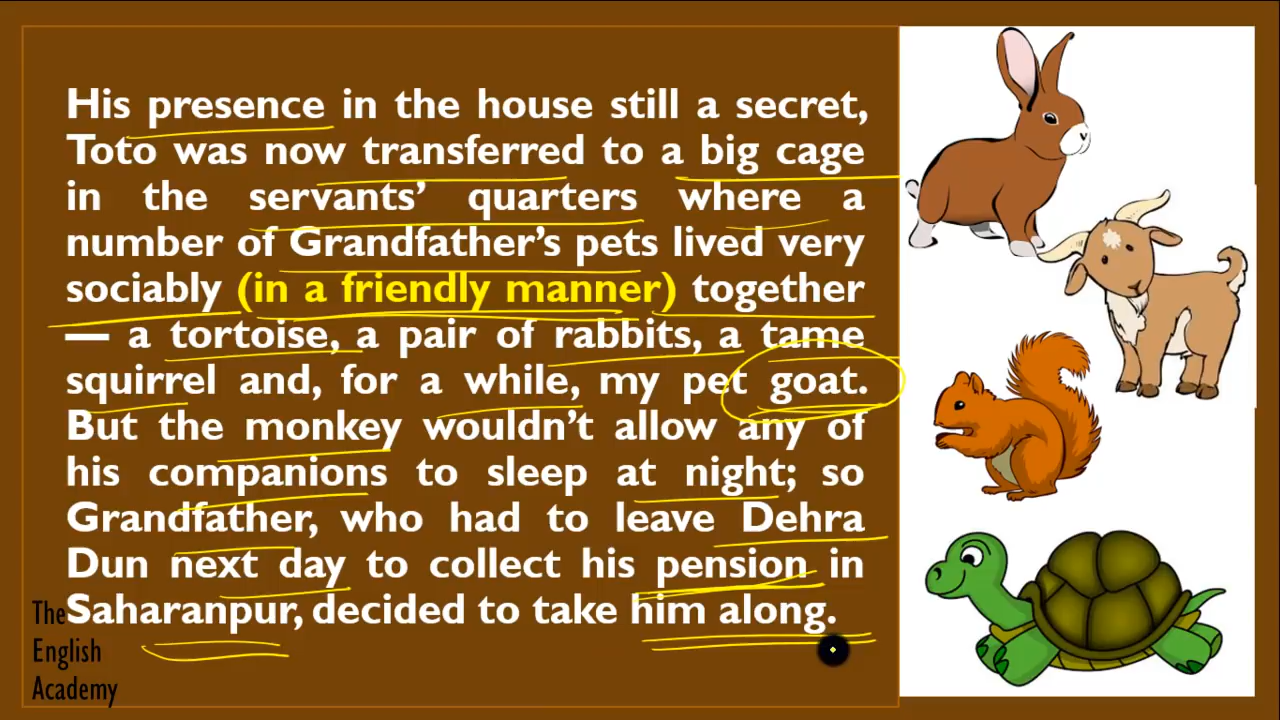 His presence in the house still a secret,
Toto was now transferred to a big cage
in the servants’ quarters where a
number of Grandfather’s pets lived very
sociably (in a friendly manner) together
— a tortoise, a pair of rabbits, a tame
squirrel and, for a while, my pet goat.
But the monkey wouldn’t allow any of
his companions to sleep at night; so
Grandfather, who had to leave Dehra
Dun next day to collect his pension in
Saharanpur, decided to take him along.
The
English
Academy